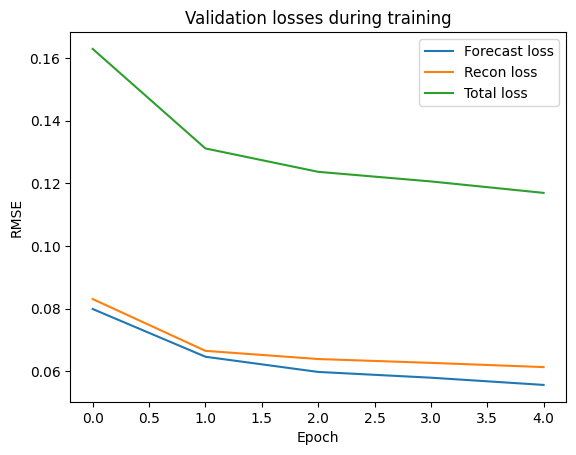 Validation losses during training
Forecast loss
Recon loss
Total loss
0.16
0.14
0.12
0.10
0.08
0.06
RMSE
0.0 0.5 1.0 1.5 2.0 2.5 3.0 3.5 4.0
Epoch